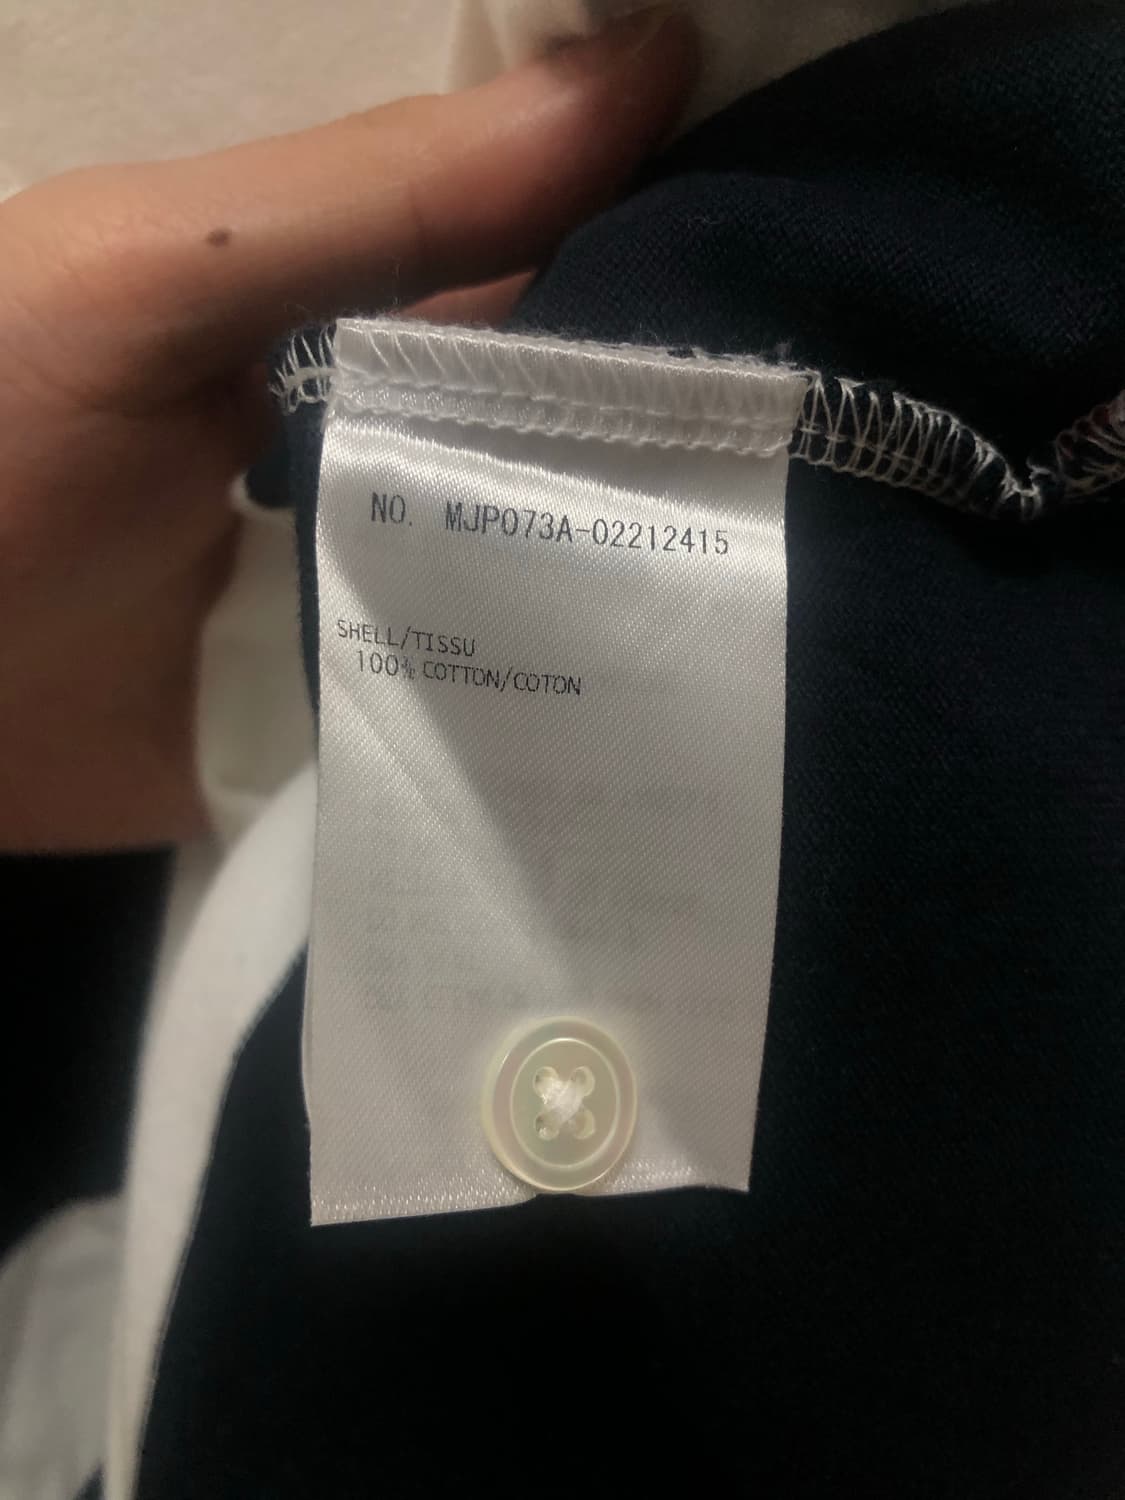 NO. MJP073A-02212415
SHELL/TISSU
100% COTTON/COTON